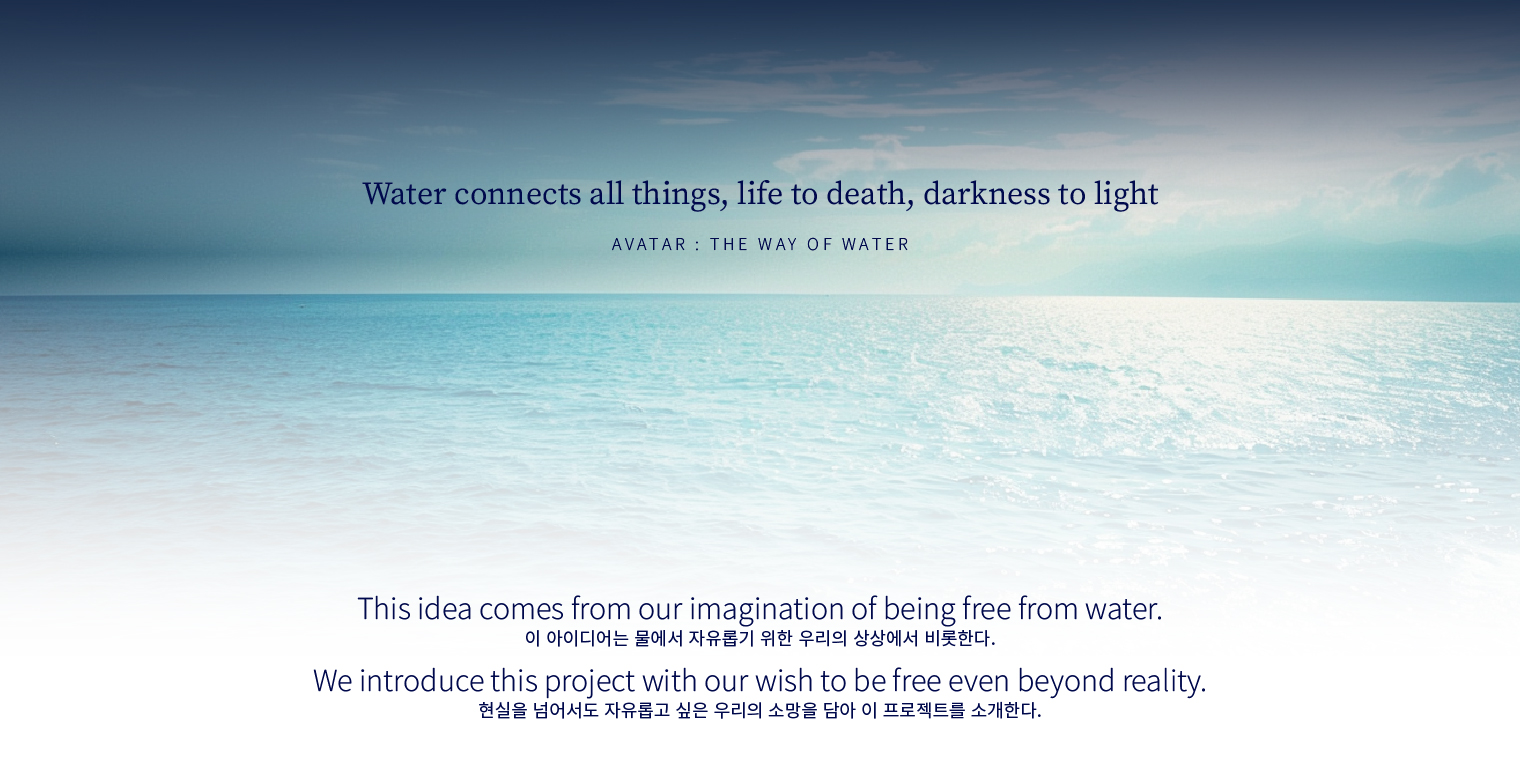 Water connects all things, life to death, darkness to light
AVATAR : THE WAY OF WATER
This idea comes from our imagination of being free from water.
이 아이디어는 물에서 자유롭기 위한 우리의 상상에서 비롯한다.
We introduce this project with our wish to be free even beyond reality.
현실을 넘어서도 자유롭고 싶은 우리의 소망을 담아 이 프로젝트를 소개한다.